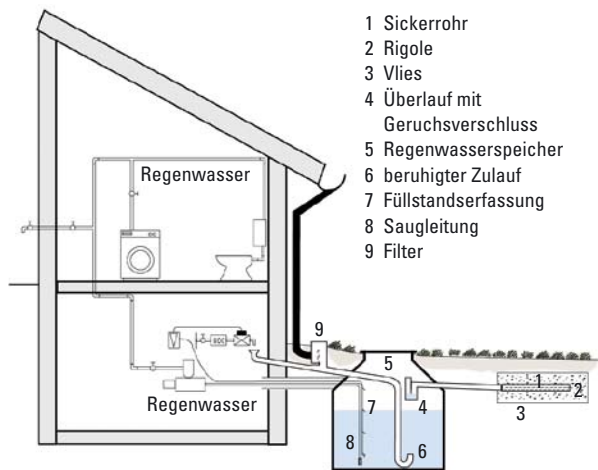 1 Sickerrohr
2 Rigole
3 Vlies
4 Überlauf mit
Geruchsverschluss
5 Regenwasserspeicher
6 beruhigter Zulauf
7 Füllstandserfassung
8 Saugleitung
9 Filter
Regenwasser
Regenwasser
9
5
1
2
3
4
7
8
6